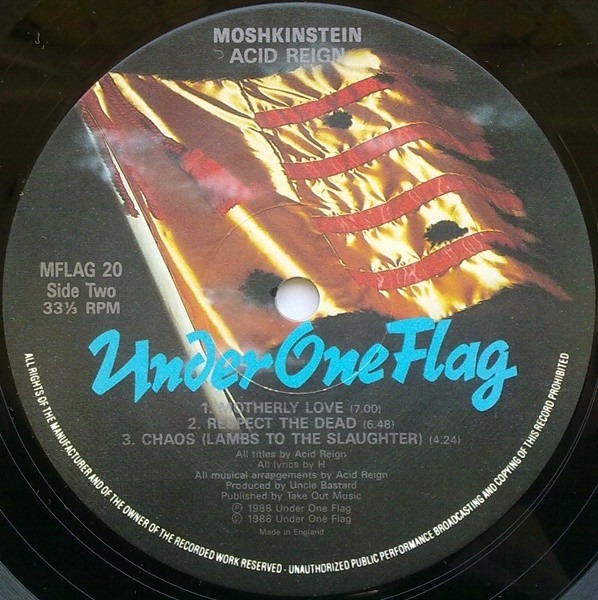 MOSHKINSTEIN
ACID REIGN
MFLAG 20
Side Two
33⅓ RPM
Under One Flag
1. MOTHERLY LOVE (7.00)
2. RESPECT THE DEAD (6.48)
3. CHAOS (LAMBS TO THE SLAUGHTER) (4.24)
All titles by Acid Reign
All lyrics by H
All musical arrangements by Acid Reign
Produced by Uncle Bastard
Published by Take Out Music
℗ 1988 Under One Flag
© 1988 Under One Flag
Made in England
ALL RIGHTS OF THE MANUFACTURER AND OF THE OWNER OF THE RECORDED WORK RESERVED - UNAUTHORIZED PUBLIC PERFORMANCE BROADCASTING AND COPYING OF THIS RECORD PROHIBITED